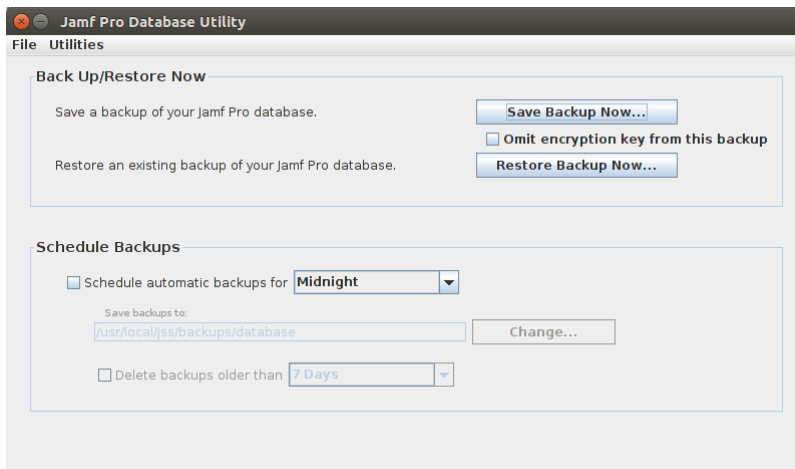 Jamf Pro Database Utility
File Utilities
Back Up/Restore Now
Save a backup of your Jamf Pro database.
Save Backup Now...
Omit encryption key from this backup
Restore an existing backup of your Jamf Pro database.
Restore Backup Now...
Schedule Backups
Schedule automatic backups for Midnight
Save backups to:
/usr/local/jss/backups/database
Change...
Delete backups older than 7 Days